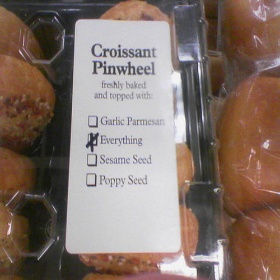 Croissant
Pinwheel
freshly baked
and topped with:
Garlic Parmesan
Everything
Sesame Seed
Poppy Seed